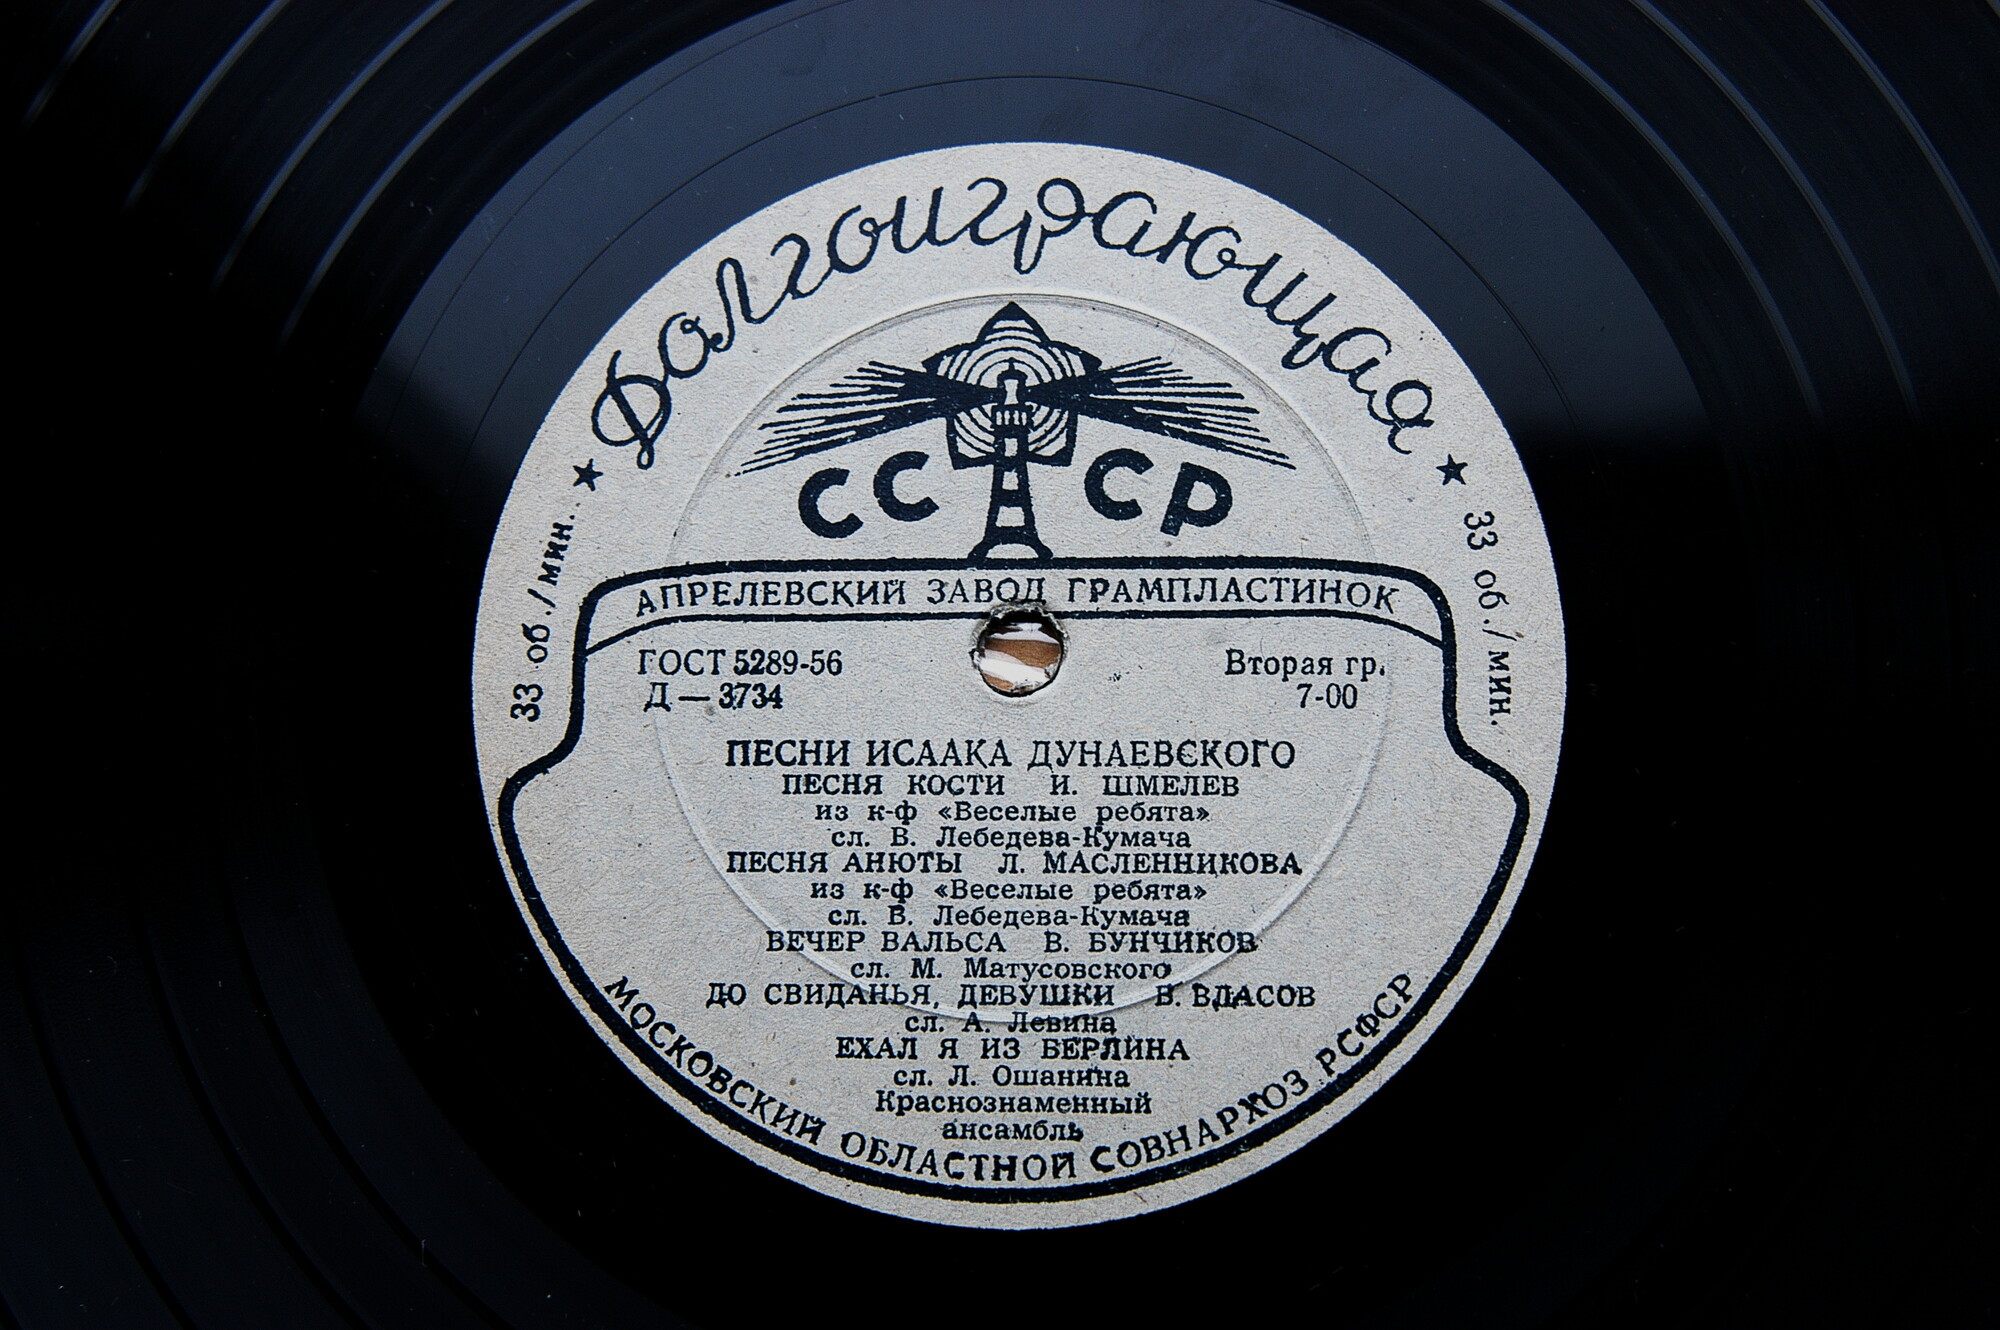 Долгоиграющая
★ 33 об./мин.
★ 33 об./мин.
СССР
АПРЕЛЕВСКИЙ ЗАВОД ГРАМПЛАСТИНОК
ГОСТ 5289-56 Вторая гр.
Д — 3734 7-00
ПЕСНИ ИСААКА ДУНАЕВСКОГО
ПЕСНЯ КОСТИ И. ШМЕЛЕВ
из к-ф «Веселые ребята»
сл. В. Лебедева-Кумача
ПЕСНЯ АНЮТЫ Л. МАСЛЕННИКОВА
из к-ф «Веселые ребята»
сл. В. Лебедева-Кумача
ВЕЧЕР ВАЛЬСА В. БУНЧИКОВ
сл. М. Матусовского
ДО СВИДАНЬЯ, ДЕВУШКИ В. ВЛАСОВ
сл. А. Левина
ЕХАЛ Я ИЗ БЕРЛИНА
сл. Л. Ошанина
Краснознаменный
ансамбль
МОСКОВСКИЙ ОБЛАСТНОЙ СОВНАРХОЗ РСФСР